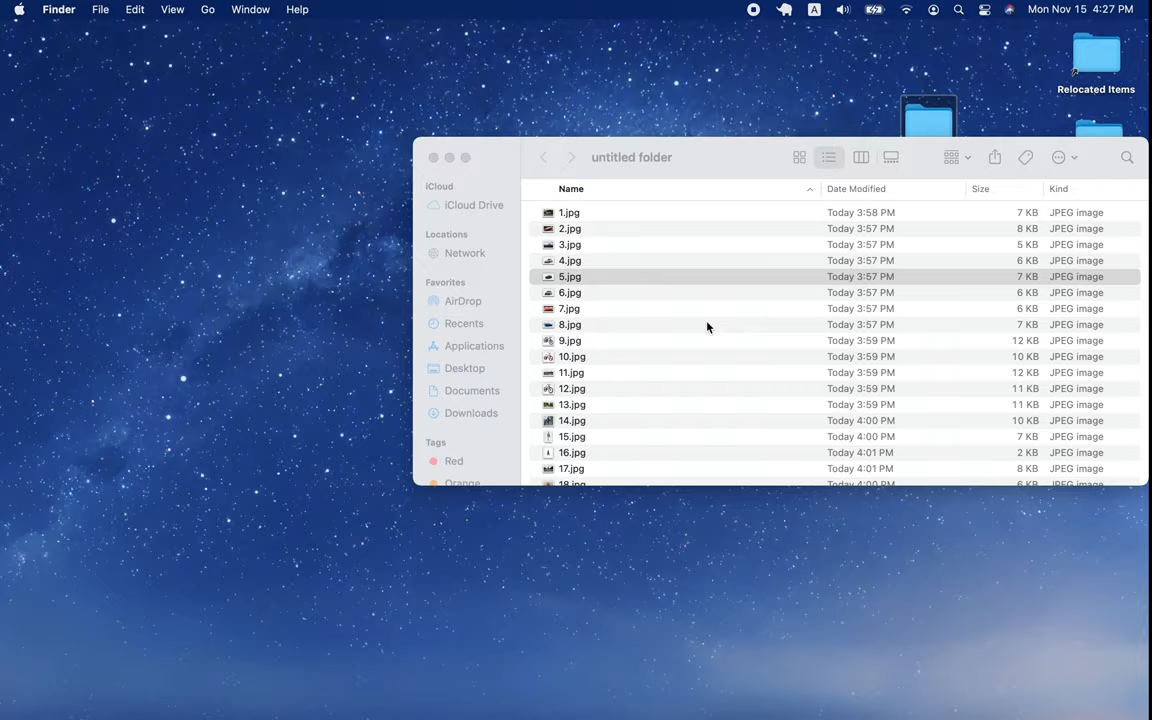 Finder File Edit View Go Window Help A Mon Nov 15 4:27 PM
Relocated Items
untitled folder
iCloud
iCloud Drive
Locations
Network
Favorites
AirDrop
Recents
Applications
Desktop
Documents
Downloads
Tags
Red
Orange
Name Date Modified Size Kind
1.jpg Today 3:58 PM 7 KB JPEG image
2.jpg Today 3:57 PM 8 KB JPEG image
3.jpg Today 3:57 PM 5 KB JPEG image
4.jpg Today 3:57 PM 6 KB JPEG image
5.jpg Today 3:57 PM 7 KB JPEG image
6.jpg Today 3:57 PM 6 KB JPEG image
7.jpg Today 3:57 PM 6 KB JPEG image
8.jpg Today 3:57 PM 7 KB JPEG image
9.jpg Today 3:59 PM 12 KB JPEG image
10.jpg Today 3:59 PM 10 KB JPEG image
11.jpg Today 3:59 PM 12 KB JPEG image
12.jpg Today 3:59 PM 11 KB JPEG image
13.jpg Today 3:59 PM 11 KB JPEG image
14.jpg Today 4:00 PM 10 KB JPEG image
15.jpg Today 4:00 PM 7 KB JPEG image
16.jpg Today 4:01 PM 2 KB JPEG image
17.jpg Today 4:01 PM 8 KB JPEG image
18.jpg Today 4:00 PM 6 KB JPEG image